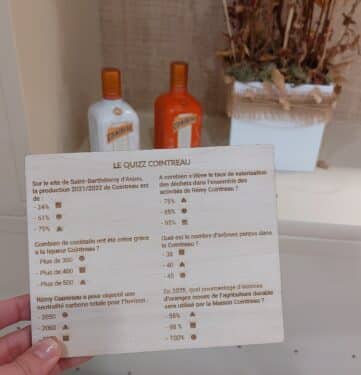 LE QUIZZ COINTREAU
Sur le site de Saint-Barthélemy d'Anjou,
la production 2021/2022 de Cointreau est
de :
- 34%
- 61%
- 75%
Combien de cocktails ont été créés grâce
à la liqueur Cointreau ?
- Plus de 300
- Plus de 400
- Plus de 500
Rémy Cointreau a pour objectif une
neutralité carbone totale pour l'horizon :
- 2050
- 2060
A combien s'élève le taux de valorisation
des déchets dans l'ensemble des
activités de Rémy Cointreau ?
- 75%
- 85%
- 95%
Quel est le nombre d'arômes perçus dans
le Cointreau ?
- 38
- 40
- 45
En 2025, quel pourcentage d'écorces
d'oranges issues de l'agriculture durable
sera utilisé par la Maison Cointreau ?
- 56%
- 98 %
- 100%